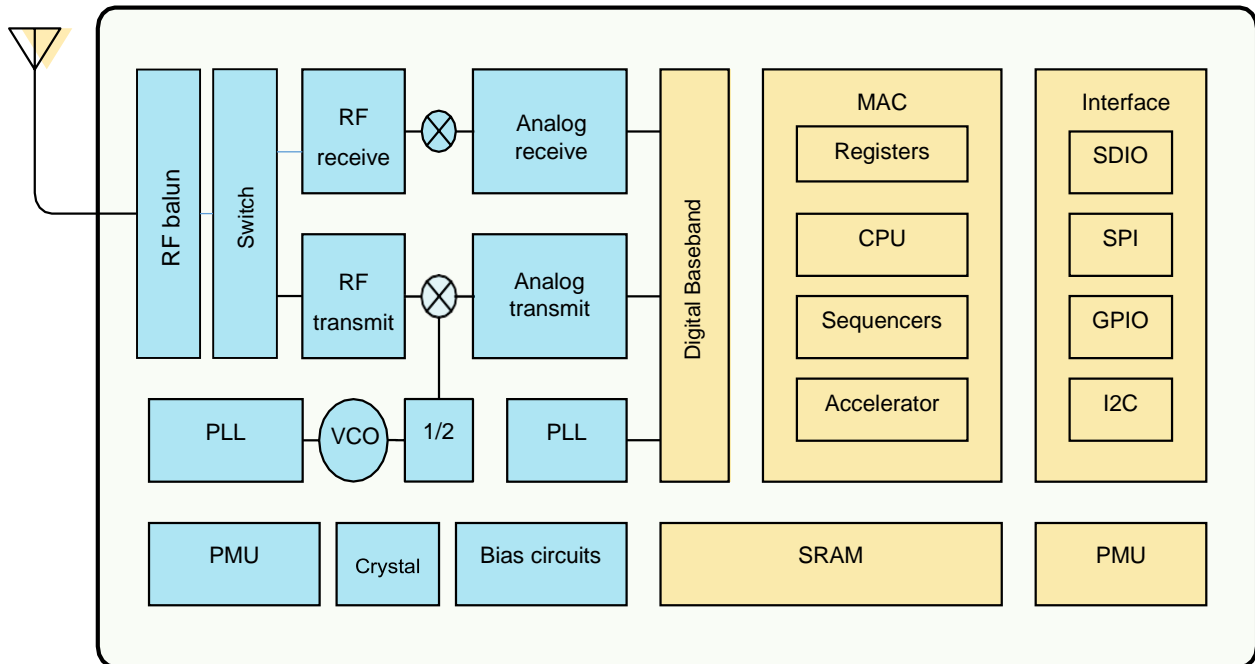 RF balun
Switch
RF
receive
Analog
receive
RF
transmit
Analog
transmit
PLL
VCO
1/2
PLL
Digital Baseband
MAC
Registers
CPU
Sequencers
Accelerator
Interface
SDIO
SPI
GPIO
I2C
PMU
Crystal
Bias circuits
SRAM
PMU